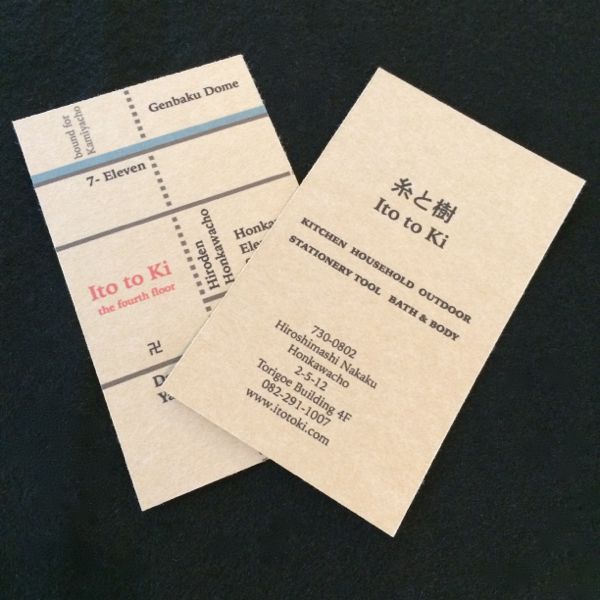 Genbaku Dome
bound for
Kamiyacho
7- Eleven
Hiroden
Honkawacho
Ito to Ki
the fourth floor
卍
糸と樹
Ito to Ki
KITCHEN HOUSEHOLD OUTDOOR
STATIONERY TOOL BATH & BODY
730-0802
Hiroshimashi Nakaku
Honkawacho
2-5-12
Torigoe Building 4F
082-291-1007
www.itotoki.com